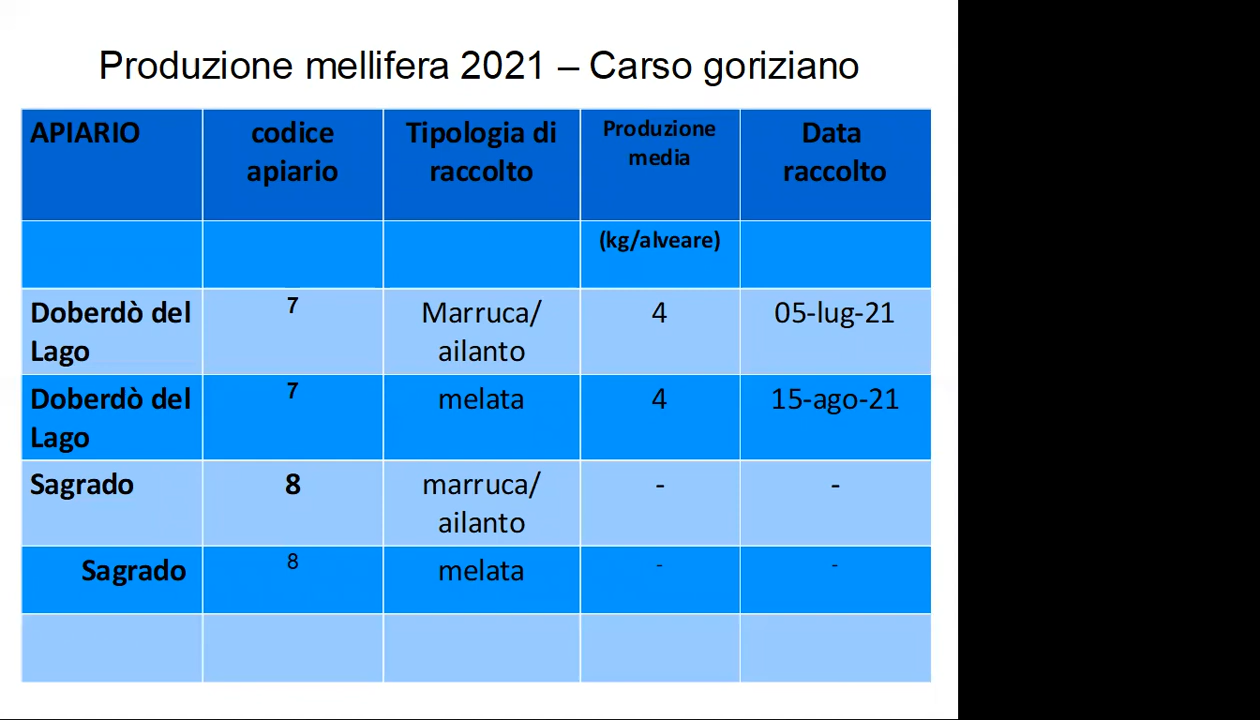 Produzione mellifera 2021 – Carso goriziano
APIARIO
codice
apiario
Tipologia di
raccolto
Produzione
media
Data
raccolto
(kg/alveare)
Doberdò del
Lago
7
Marruca/
ailanto
4
05-lug-21
Doberdò del
Lago
7
melata
4
15-ago-21
Sagrado
8
marruca/
ailanto
-
-
Sagrado
8
melata
-
-